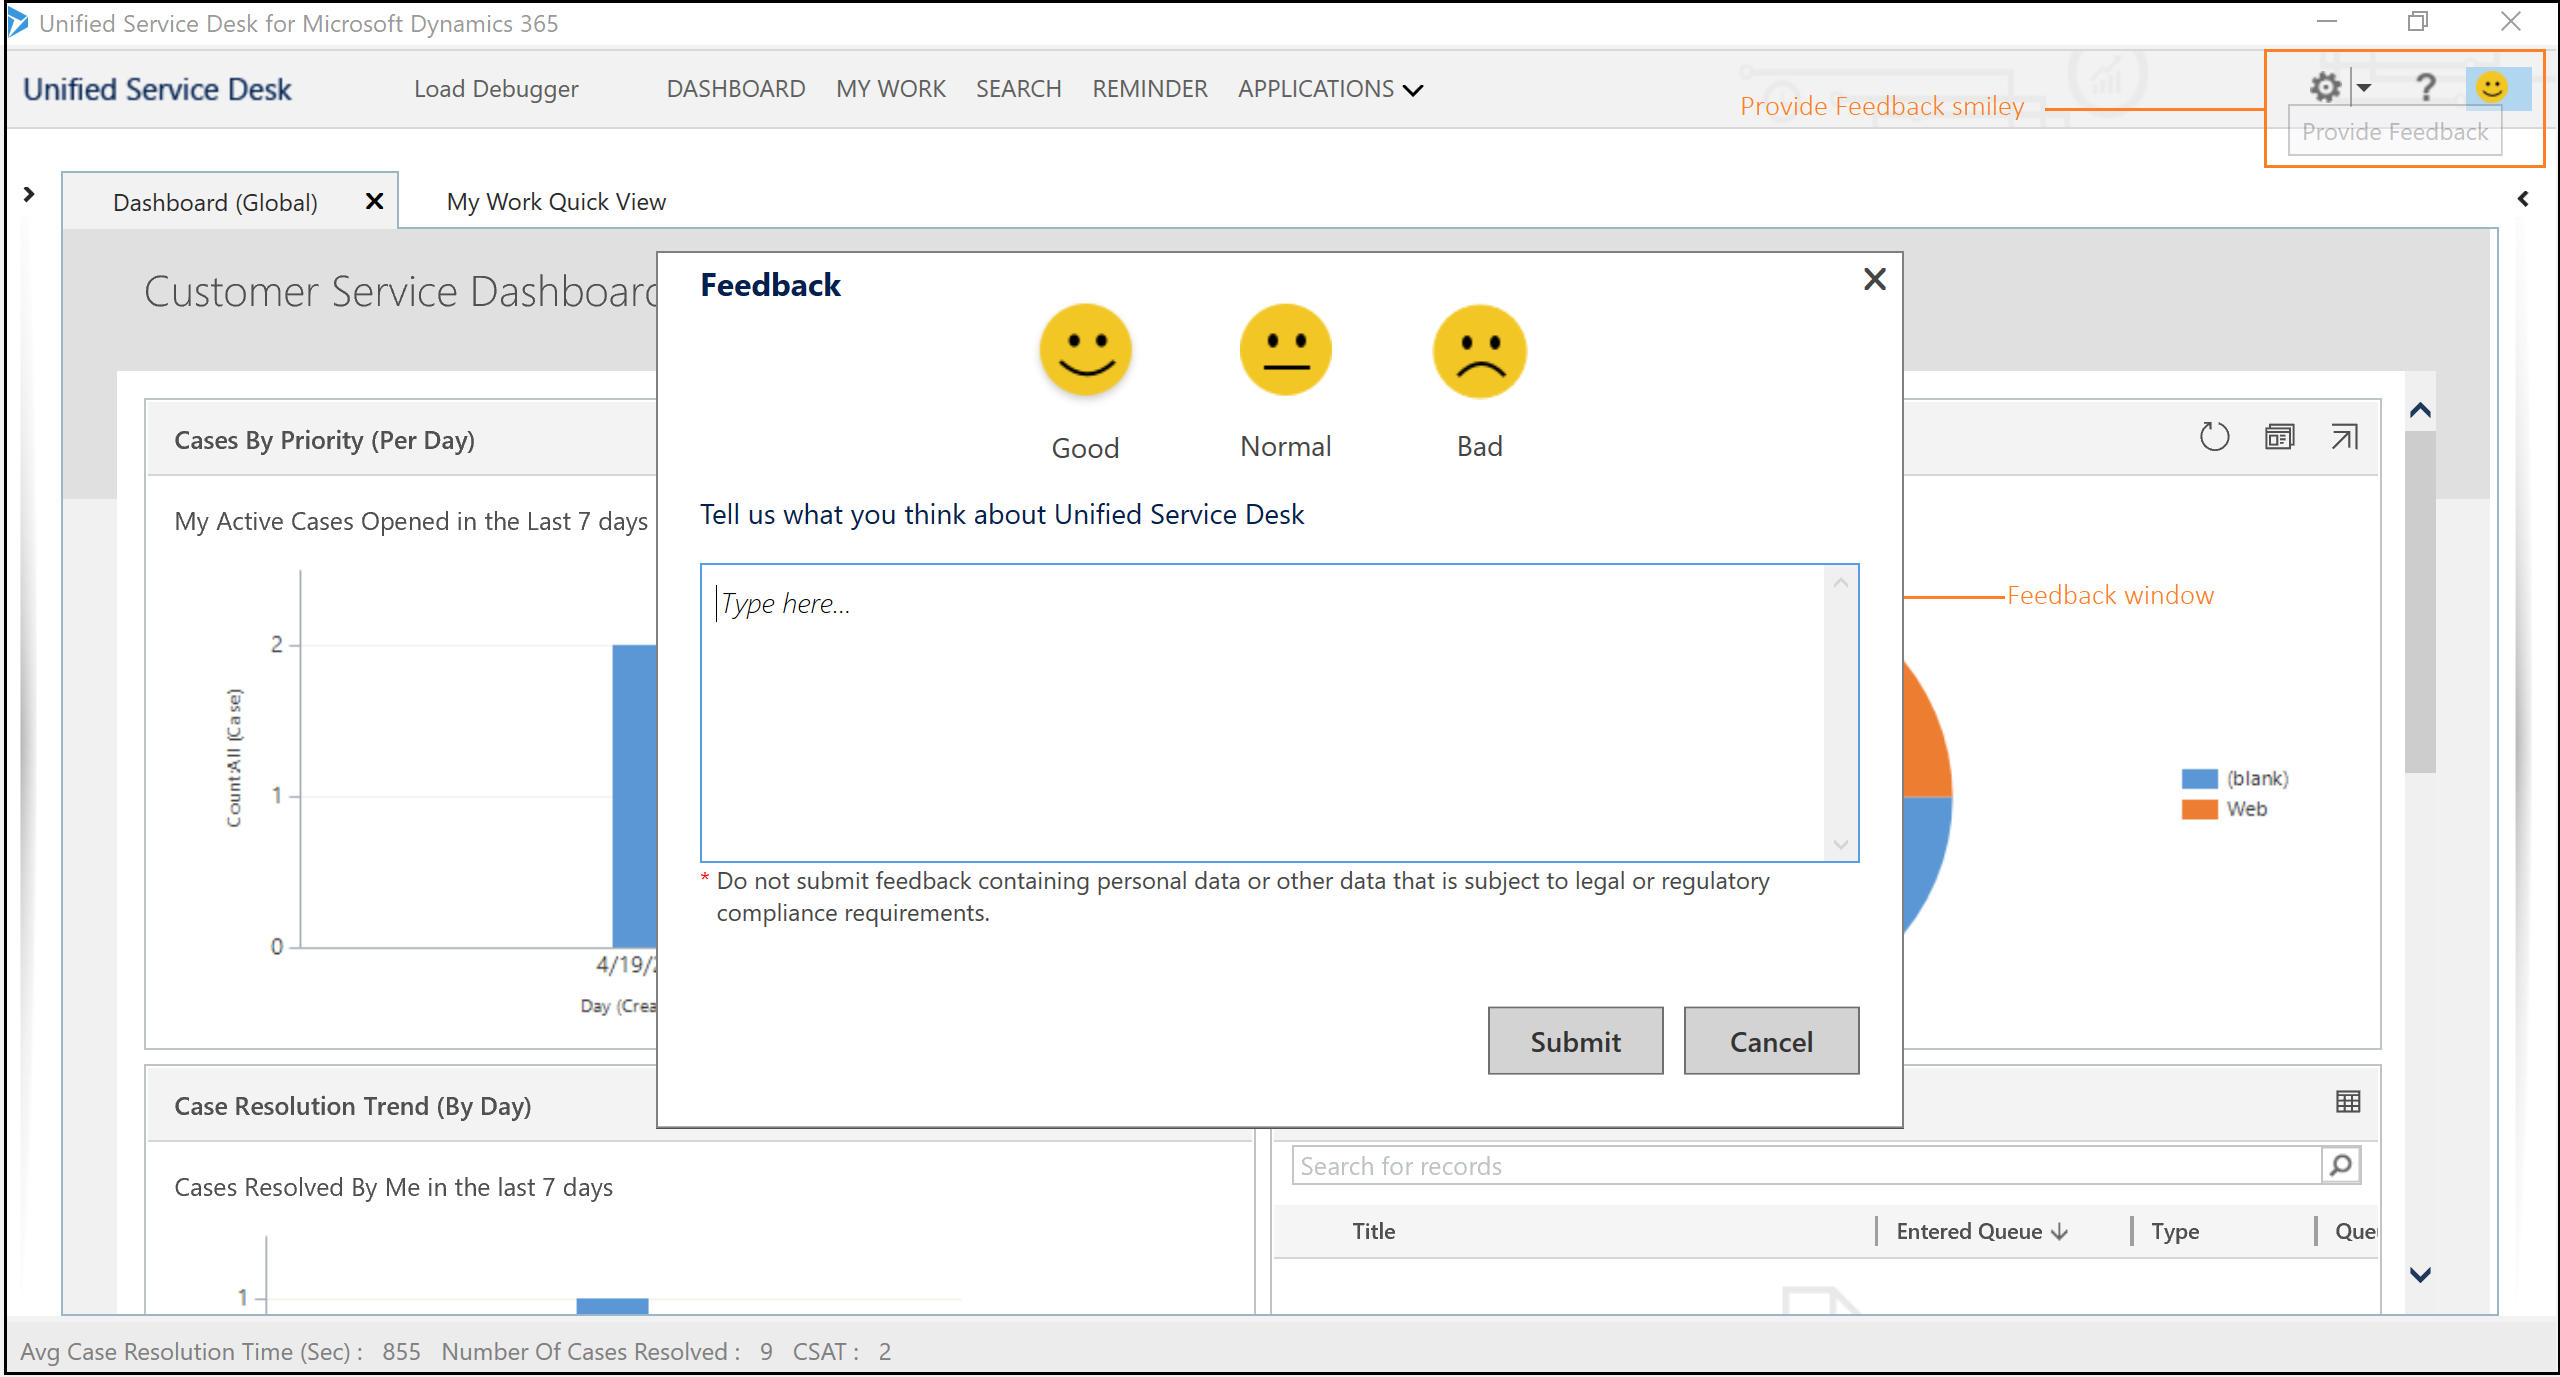 Unified Service Desk for Microsoft Dynamics 365
Unified Service Desk
Load Debugger
DASHBOARD
MY WORK
SEARCH
REMINDER
APPLICATIONS
?
Provide Feedback smiley
Provide Feedback
Dashboard (Global)
My Work Quick View
Customer Service Dashboard
Feedback
Good
Normal
Bad
Tell us what you think about Unified Service Desk
Type here...
* Do not submit feedback containing personal data or other data that is subject to legal or regulatory
compliance requirements.
Submit
Cancel
Feedback window
Cases By Priority (Per Day)
My Active Cases Opened in the Last 7 days
2
1
0
Count:All (Case)
4/19/
Day (Crea
(blank)
Web
Case Resolution Trend (By Day)
Cases Resolved By Me in the last 7 days
1
Search for records
Title
Entered Queue
Type
Que
Avg Case Resolution Time (Sec) : 855 Number Of Cases Resolved : 9 CSAT : 2